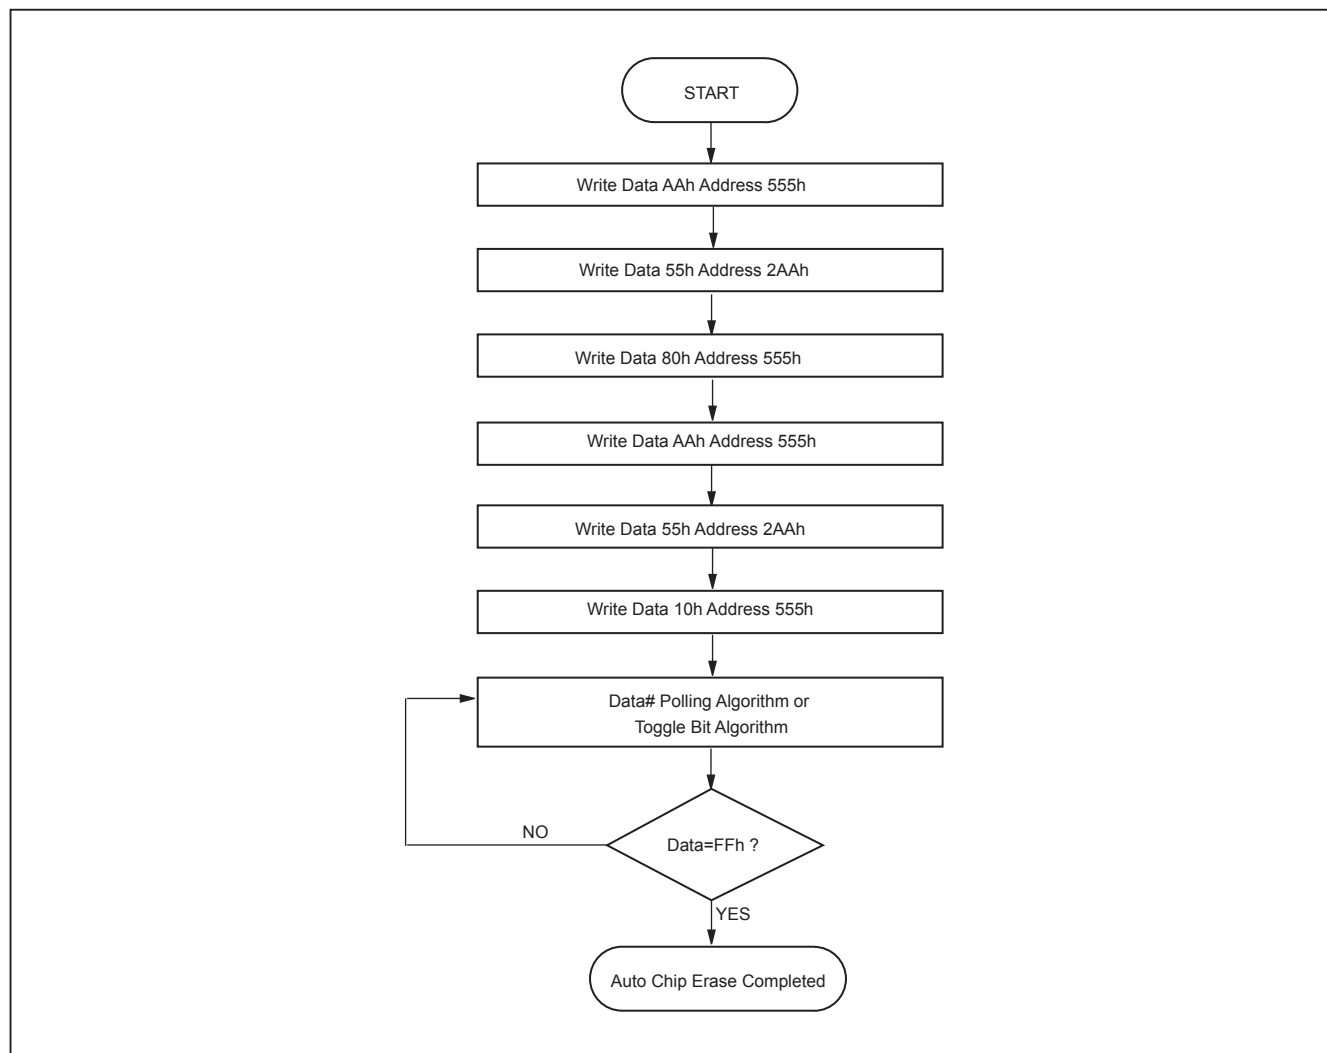 START
Write Data AAh Address 555h
Write Data 55h Address 2AAh
Write Data 80h Address 555h
Write Data AAh Address 555h
Write Data 55h Address 2AAh
Write Data 10h Address 555h
Data# Polling Algorithm or
Toggle Bit Algorithm
NO
Data=FFh ?
YES
Auto Chip Erase Completed